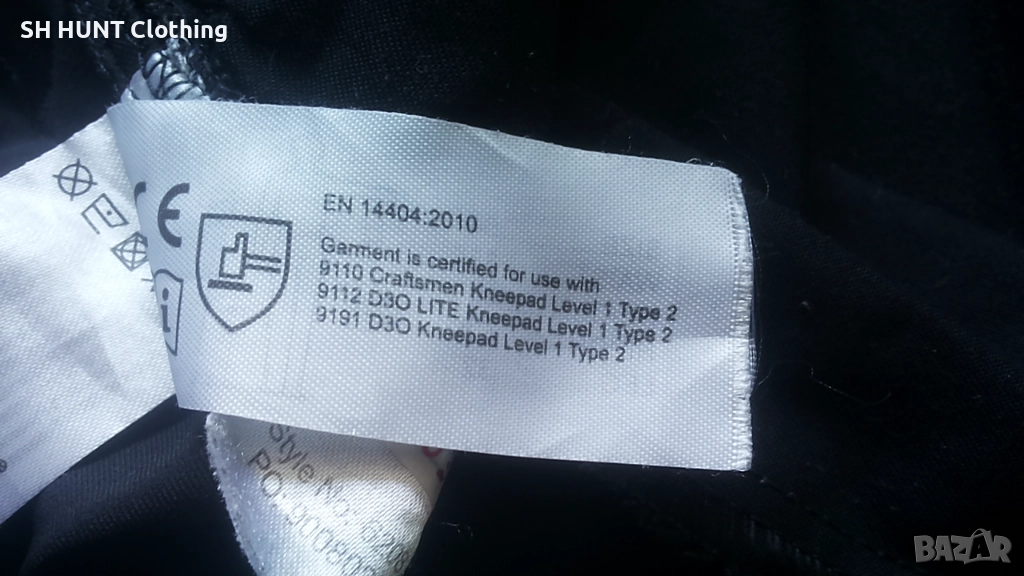 SH HUNT Clothing
CE
i
EN 14404:2010
Garment is certified for use with
9110 Craftsmen Kneepad Level 1 Type 2
9112 D3O LITE Kneepad Level 1 Type 2
9191 D3O Kneepad Level 1 Type 2
®
Style No:
PO:
BAZAR